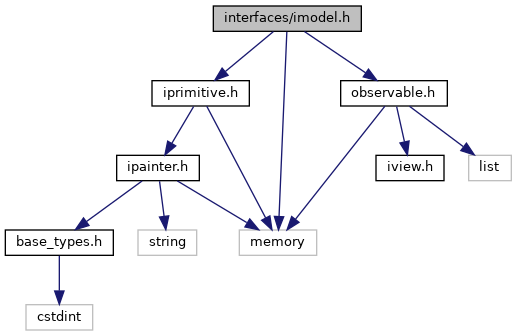 interfaces/imodel.h
iprimitive.h
observable.h
ipainter.h
iview.h
list
base_types.h
string
memory
cstdint